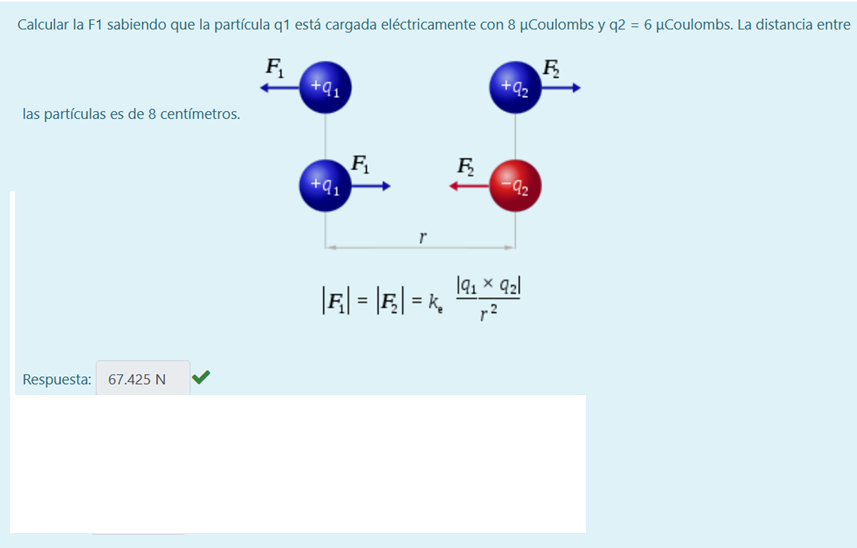 Calcular la F1 sabiendo que la partícula q1 está cargada eléctricamente con 8 µCoulombs y q2 = 6 µCoulombs. La distancia entre
F₁ +q₁ +q₂ F₂
las partículas es de 8 centímetros.
+q₁ F₁ F₂ -q₂
r
|F₁| = |F₂| = kₑ |q₁ × q₂| / r²
Respuesta: 67.425 N